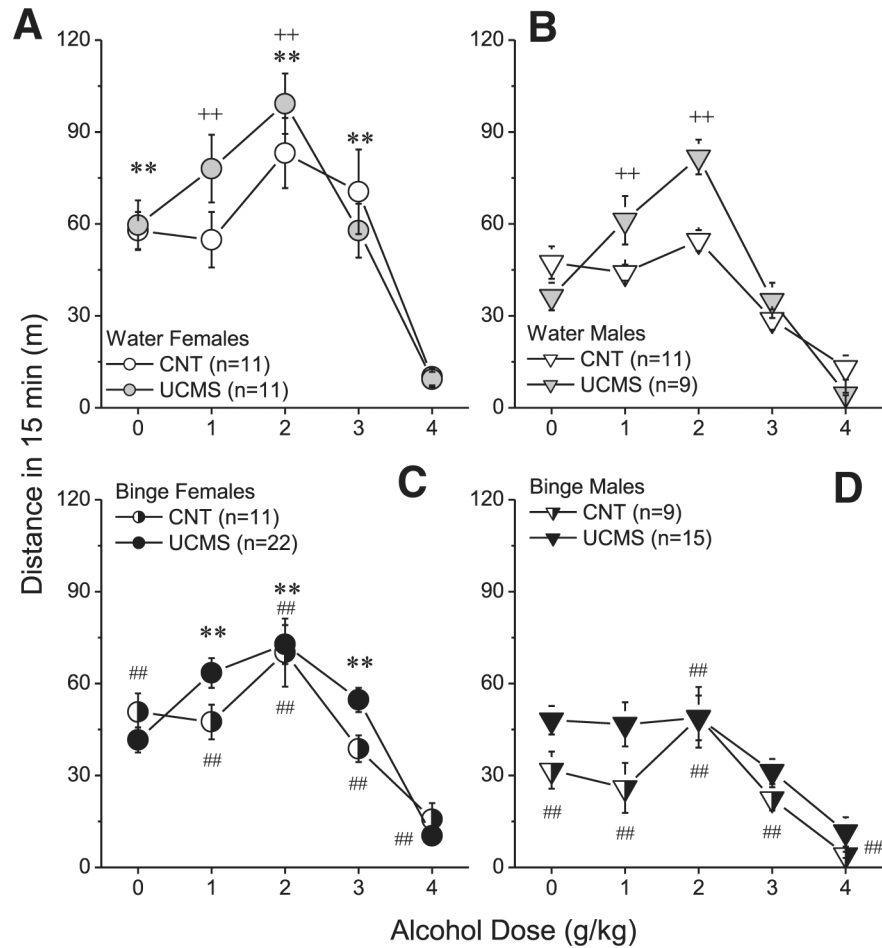 A
B
120
90
60
30
0
++
++
**
**
**
Water Females
CNT (n=11)
UCMS (n=11)
0 1 2 3 4
120
90
60
30
0
++
++
Water Males
CNT (n=11)
UCMS (n=9)
0 1 2 3 4
Distance in 15 min (m)
C
120
90
60
30
0
Binge Females
CNT (n=11)
UCMS (n=22)
##
**
**
##
**
##
##
##
##
0 1 2 3 4
D
120
90
60
30
0
Binge Males
CNT (n=9)
UCMS (n=15)
##
##
##
##
##
##
0 1 2 3 4
Alcohol Dose (g/kg)